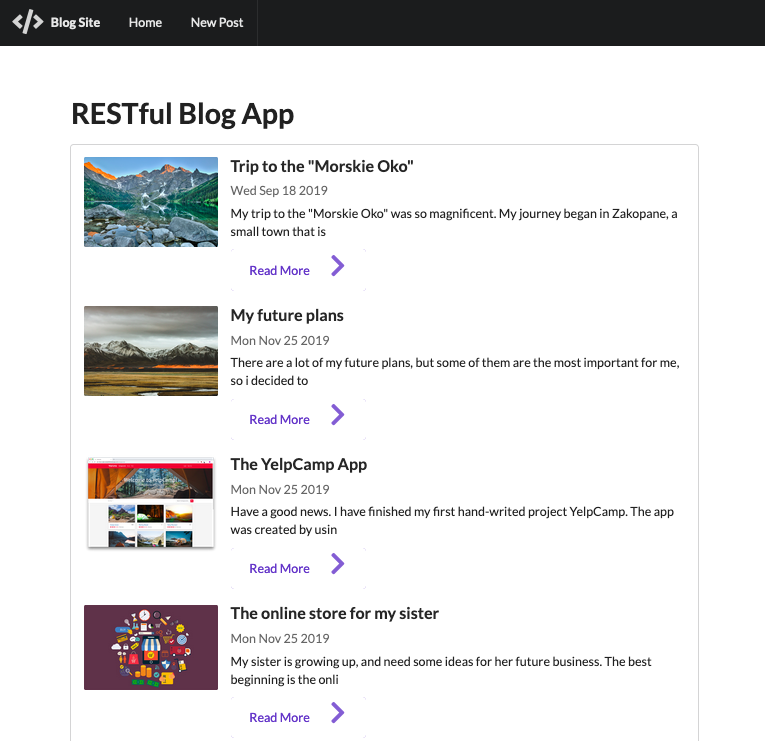 Blog Site Home New Post
RESTful Blog App
Trip to the "Morskie Oko"
Wed Sep 18 2019
My trip to the "Morskie Oko" was so magnificent. My journey began in Zakopane, a
small town that is
Read More
My future plans
Mon Nov 25 2019
There are a lot of my future plans, but some of them are the most important for me,
so i decided to
Read More
The YelpCamp App
Mon Nov 25 2019
Have a good news. I have finished my first hand-writed project YelpCamp. The app
was created by usin
Read More
The online store for my sister
Mon Nov 25 2019
My sister is growing up, and need some ideas for her future business. The best
beginning is the onli
Read More